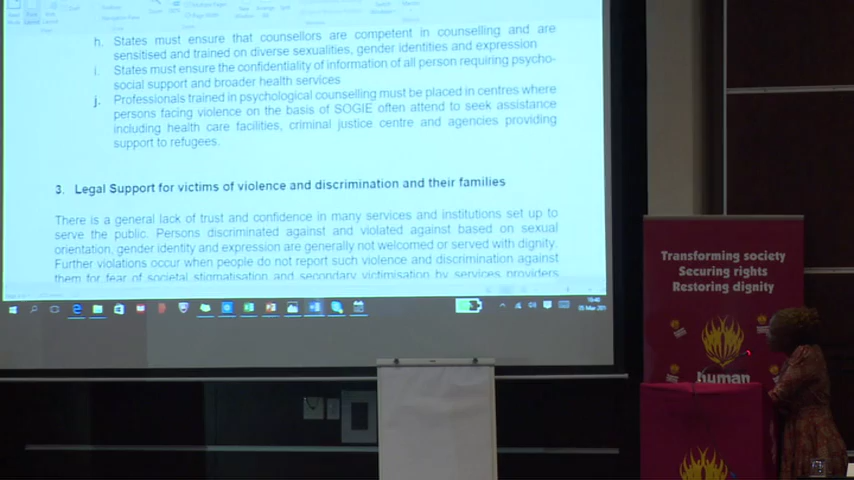 h. States must ensure that counsellors are competent in counselling and are
sensitised and trained on diverse sexualities, gender identities and expression
i. States must ensure the confidentiality of information of all person requiring psycho-
social support and broader health services
j. Professionals trained in psychological counselling must be placed in centres where
persons facing violence on the basis of SOGIE often attend to seek assistance
including health care facilities, criminal justice centre and agencies providing
support to refugees.
3. Legal Support for victims of violence and discrimination and their families
There is a general lack of trust and confidence in many services and institutions set up to
serve the public. Persons discriminated against and violated against based on sexual
orientation, gender identity and expression are generally not welcomed or served with dignity.
Further violations occur when people do not report such violence and discrimination against
them for fear of societal stigmatisation and secondary victimisation by services providers
Transforming society
Securing rights
Restoring dignity
human